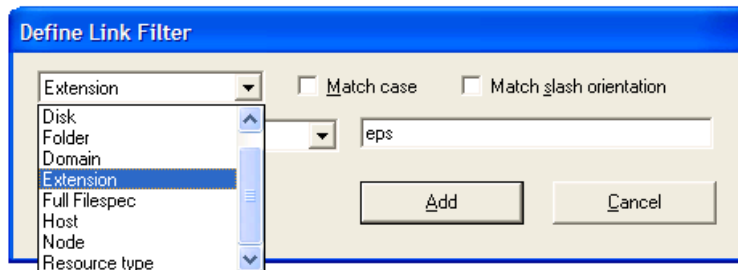 Define Link Filter
Extension
Match case
Match slash orientation
Disk
Folder
Domain
Extension
Full Filespec
Host
Node
Resource type
eps
Add
Cancel